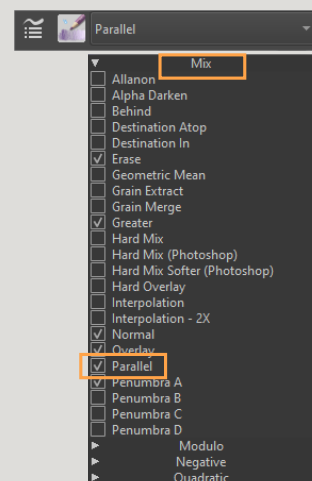 Parallel
Mix
Allanon
Alpha Darken
Behind
Destination Atop
Destination In
Erase
Geometric Mean
Grain Extract
Grain Merge
Greater
Hard Mix
Hard Mix (Photoshop)
Hard Mix Softer (Photoshop)
Hard Overlay
Interpolation
Interpolation - 2X
Normal
Overlay
Parallel
Penumbra A
Penumbra B
Penumbra C
Penumbra D
Modulo
Negative
Quadratic